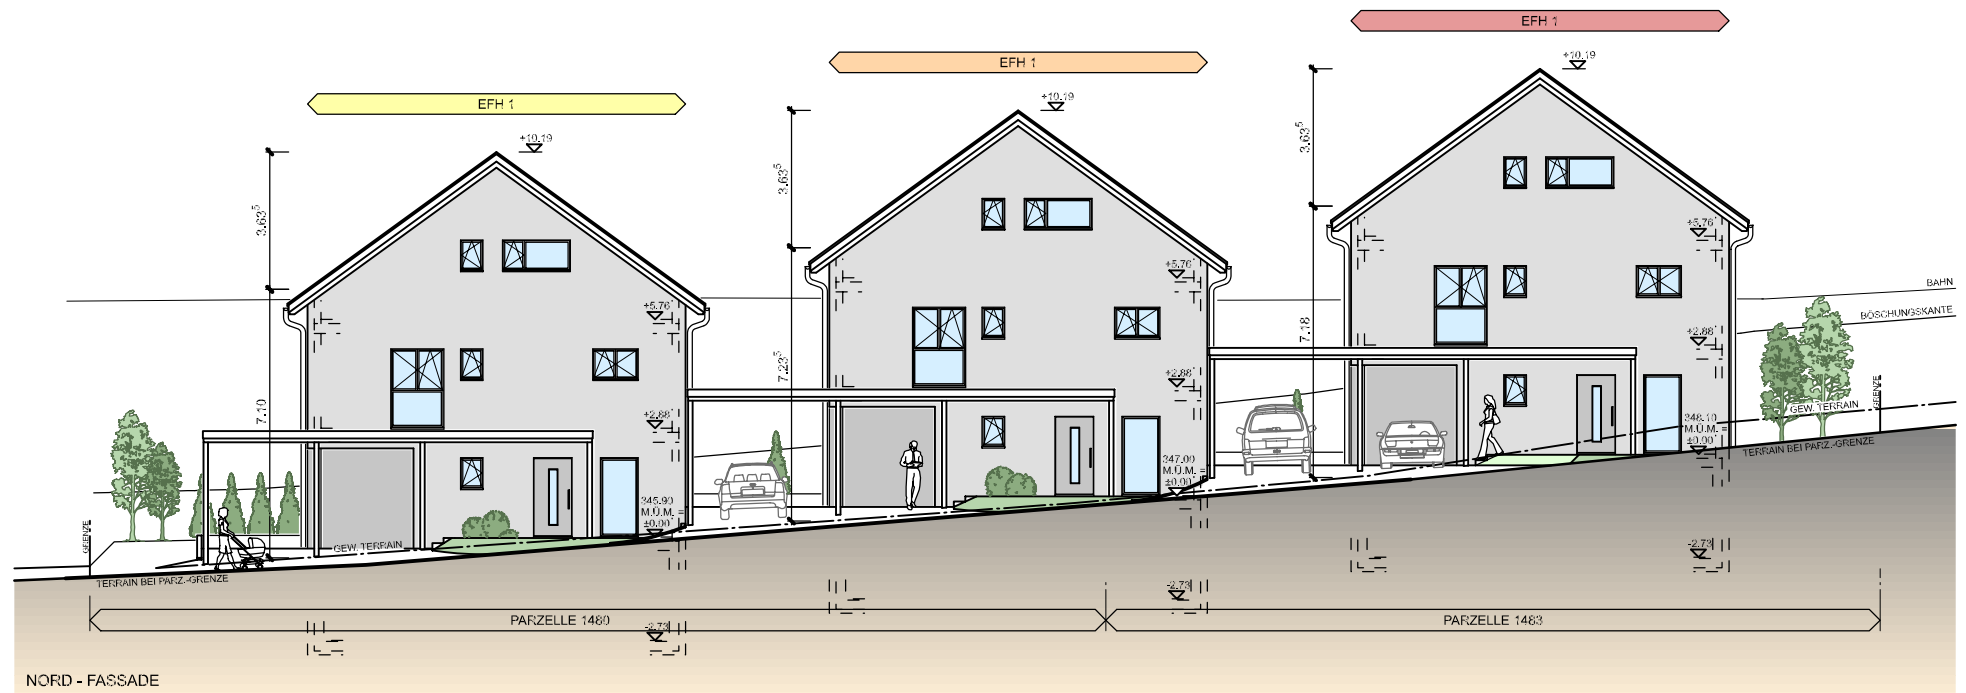 EFH 1
+10.19
3.63⁵
EFH 1
+10.19
3.63⁵
EFH 1
+10.19
3.63⁵
+5.76
+5.76
+5.76
BAHN
BÖSCHUNGSKANTE
7.10
7.23⁵
7.18
+2.88
+2.88
+2.88
GRENZE
GEW. TERRAIN
348.10
M.Ü.M. =
±0.00
TERRAIN BEI PARZ.-GRENZE
347.00
M.Ü.M. =
±0.00
345.90
M.Ü.M. =
±0.00
GRENZE
GEW. TERRAIN
TERRAIN BEI PARZ.-GRENZE
-2.73
-2.73
-2.73
PARZELLE 1480
PARZELLE 1483
NORD - FASSADE